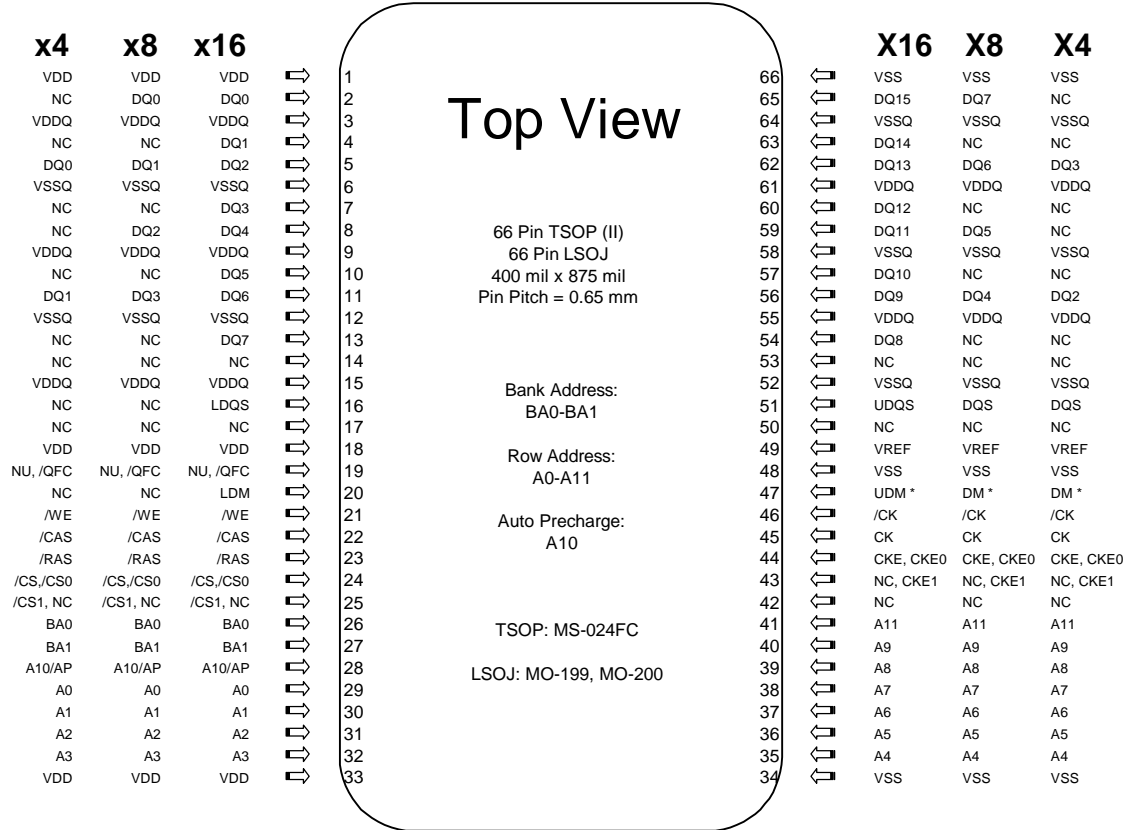 x4 x8 x16 X16 X8 X4
VDD VDD VDD 1 66 VSS VSS VSS
NC DQ0 DQ0 2 65 DQ15 DQ7 NC
VDDQ VDDQ VDDQ 3 64 VSSQ VSSQ VSSQ
Top View
NC NC DQ1 4 63 DQ14 NC NC
DQ0 DQ1 DQ2 5 62 DQ13 DQ6 DQ3
VSSQ VSSQ VSSQ 6 61 VDDQ VDDQ VDDQ
NC NC DQ3 7 60 DQ12 NC NC
NC DQ2 DQ4 8 66 Pin TSOP (II) 59 DQ11 DQ5 NC
VDDQ VDDQ VDDQ 9 66 Pin LSOJ 58 VSSQ VSSQ VSSQ
NC NC DQ5 10 400 mil x 875 mil 57 DQ10 NC NC
DQ1 DQ3 DQ6 11 Pin Pitch = 0.65 mm 56 DQ9 DQ4 DQ2
VSSQ VSSQ VSSQ 12 55 VDDQ VDDQ VDDQ
NC NC DQ7 13 54 DQ8 NC NC
NC NC NC 14 53 NC NC NC
VDDQ VDDQ VDDQ 15 52 VSSQ VSSQ VSSQ
Bank Address:
NC NC LDQS 16 BA0-BA1 51 UDQS DQS DQS
NC NC NC 17 50 NC NC NC
VDD VDD VDD 18 Row Address: 49 VREF VREF VREF
NU, /QFC NU, /QFC NU, /QFC 19 A0-A11 48 VSS VSS VSS
NC NC LDM 20 47 UDM * DM * DM *
/WE /WE /WE 21 Auto Precharge: 46 /CK /CK /CK
/CAS /CAS /CAS 22 A10 45 CK CK CK
/RAS /RAS /RAS 23 44 CKE, CKE0 CKE, CKE0 CKE, CKE0
/CS,/CS0 /CS,/CS0 /CS,/CS0 24 43 NC, CKE1 NC, CKE1 NC, CKE1
/CS1, NC /CS1, NC /CS1, NC 25 42 NC NC NC
BA0 BA0 BA0 26 TSOP: MS-024FC 41 A11 A11 A11
BA1 BA1 BA1 27 40 A9 A9 A9
A10/AP A10/AP A10/AP 28 LSOJ: MO-199, MO-200 39 A8 A8 A8
A0 A0 A0 29 38 A7 A7 A7
A1 A1 A1 30 37 A6 A6 A6
A2 A2 A2 31 36 A5 A5 A5
A3 A3 A3 32 35 A4 A4 A4
VDD VDD VDD 33 34 VSS VSS VSS